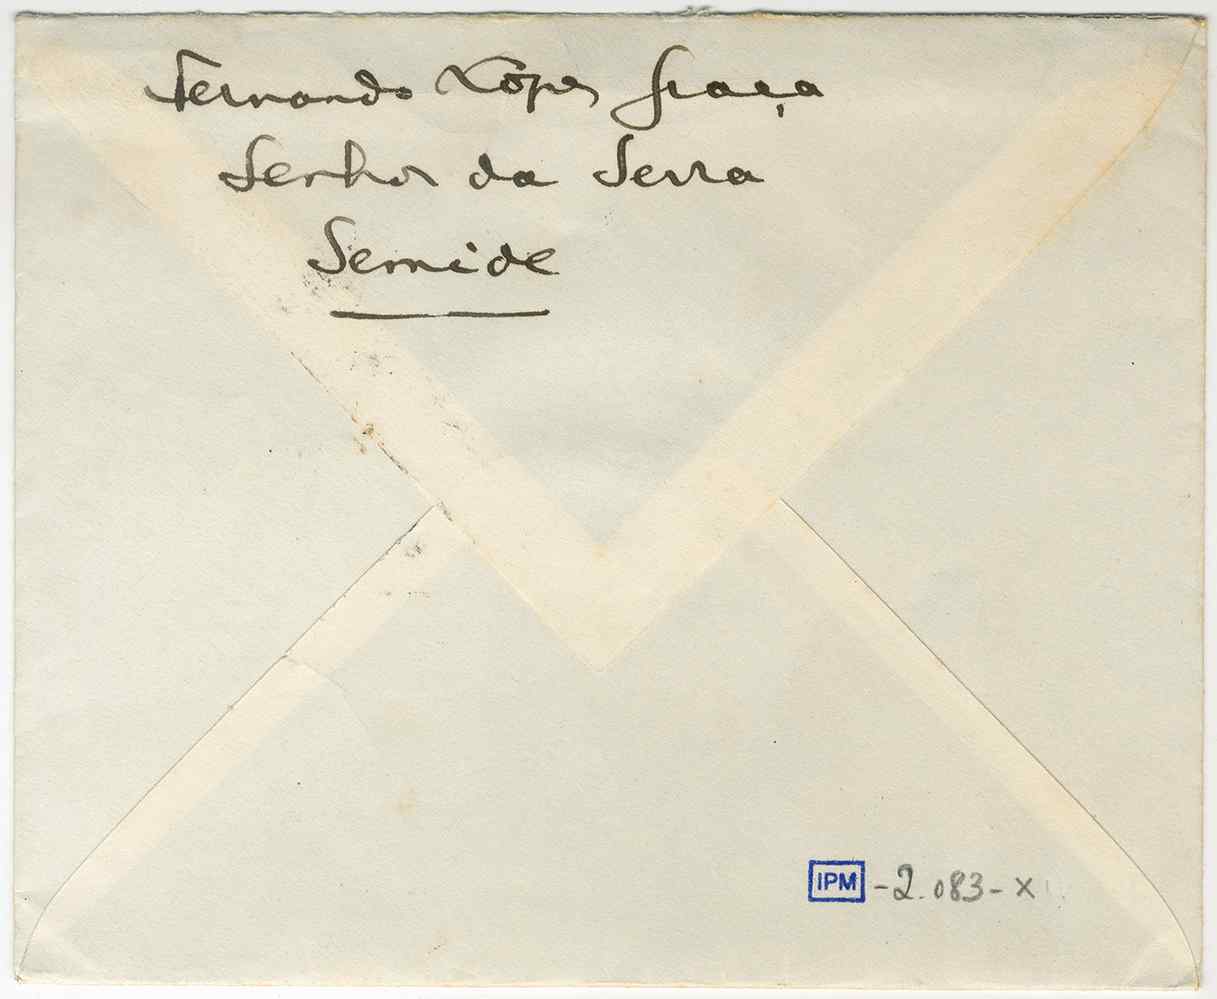 Fernando Lopes Graça
Senhor da Serra
Semide
IPM -2.083-X